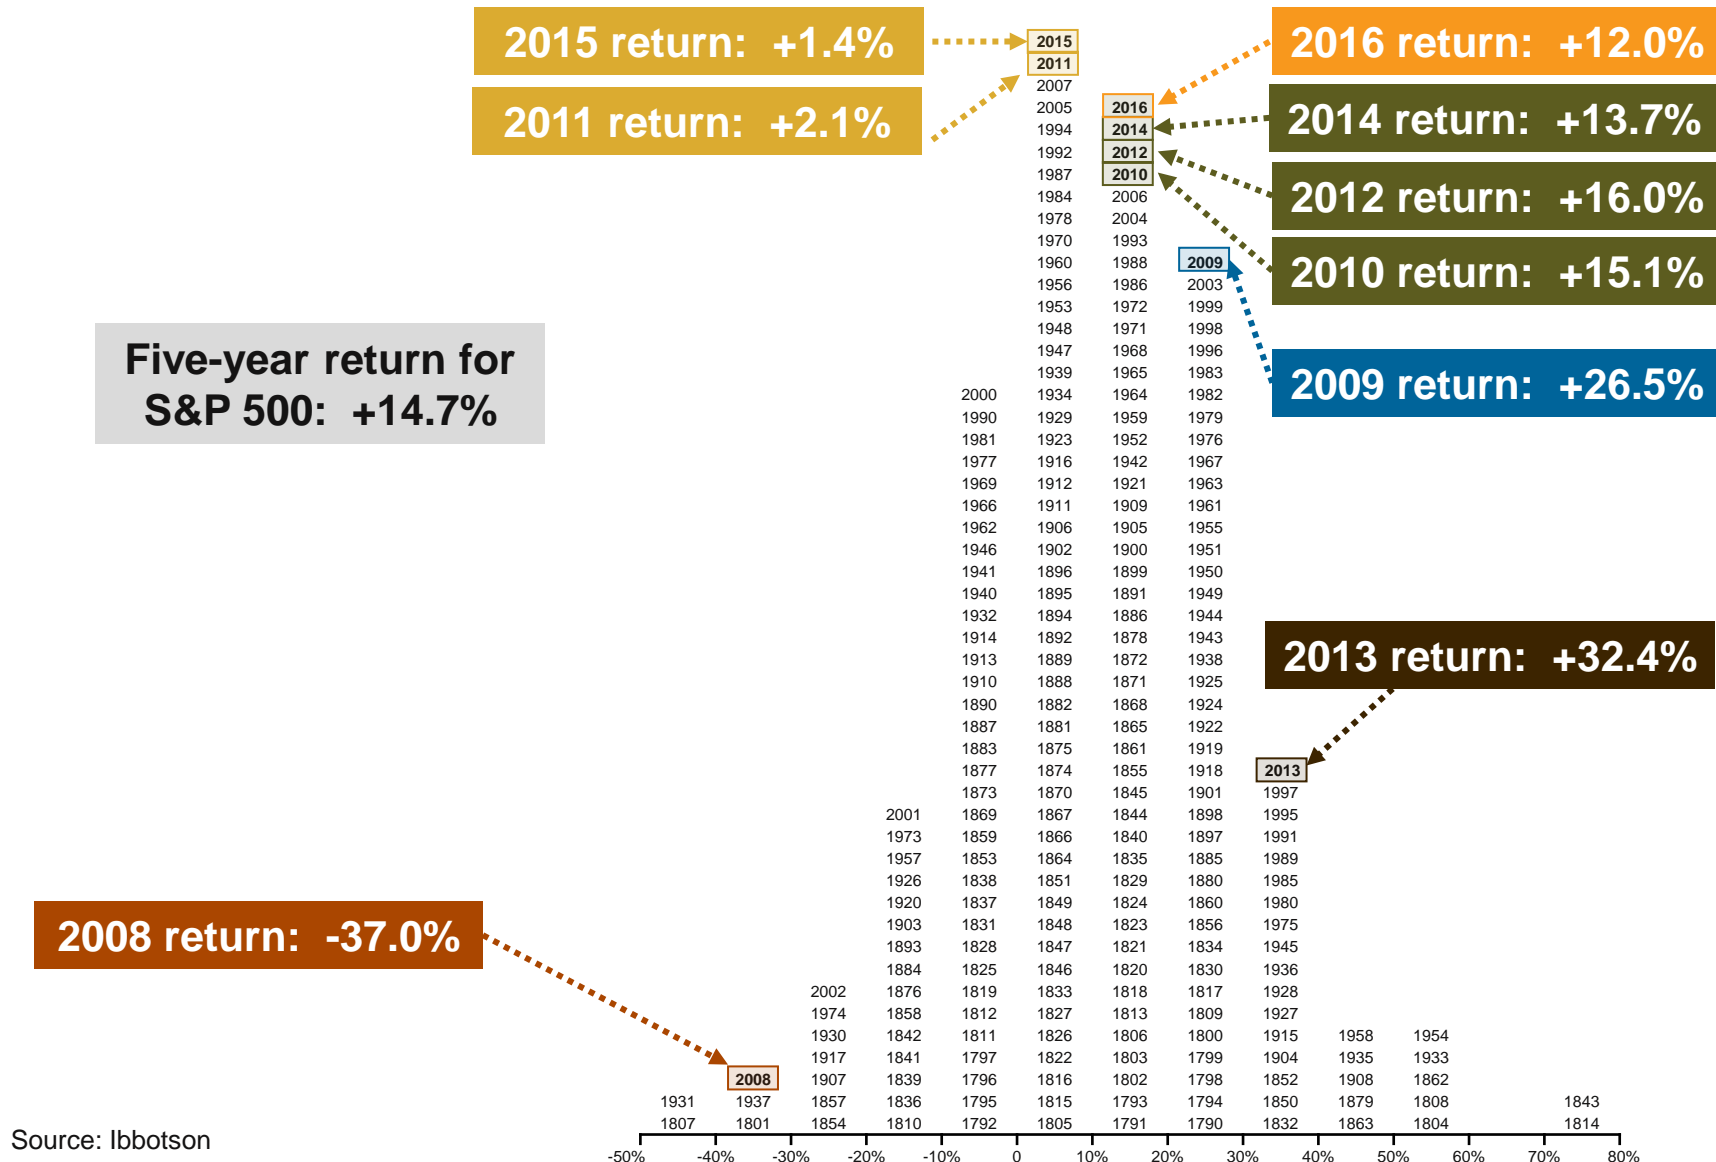 2015 return: +1.4%
2011 return: +2.1%
2016 return: +12.0%
2014 return: +13.7%
2012 return: +16.0%
2010 return: +15.1%
2009 return: +26.5%
Five-year return for
S&P 500: +14.7%
2013 return: +32.4%
2008 return: -37.0%
2015
2011
2007
2005 2016
1994 2014
1992 2012
1987 2010
1984 2006
1978 2004
1970 1993
1960 1988 2009
1956 1986 2003
1953 1972 1999
1948 1971 1998
1947 1968 1996
1939 1965 1983
2000 1934 1964 1982
1990 1929 1959 1979
1981 1923 1952 1976
1977 1916 1942 1967
1969 1912 1921 1963
1966 1911 1909 1961
1962 1906 1905 1955
1946 1902 1900 1951
1941 1896 1899 1950
1940 1895 1891 1949
1932 1894 1886 1944
1914 1892 1878 1943
1913 1889 1872 1938
1910 1888 1871 1925
1890 1882 1868 1924
1887 1881 1865 1922
1883 1875 1861 1919
1877 1874 1855 1918 2013
1873 1870 1845 1901 1997
2001 1869 1867 1844 1898 1995
1973 1859 1866 1840 1897 1991
1957 1853 1864 1835 1885 1989
1926 1838 1851 1829 1880 1985
1920 1837 1849 1824 1860 1980
1903 1831 1848 1823 1856 1975
1893 1828 1847 1821 1834 1945
1884 1825 1846 1820 1830 1936
2002 1876 1819 1833 1818 1817 1928
1974 1858 1812 1827 1813 1809 1927
1930 1842 1811 1826 1806 1800 1915 1958 1954
1917 1841 1797 1822 1803 1799 1904 1935 1933
2008 1907 1839 1796 1816 1802 1798 1852 1908 1862
1931 1937 1857 1836 1795 1815 1793 1794 1850 1879 1808 1843
1807 1801 1854 1810 1792 1805 1791 1790 1832 1863 1804 1814
-50% -40% -30% -20% -10% 0 10% 20% 30% 40% 50% 60% 70% 80%
Source: Ibbotson